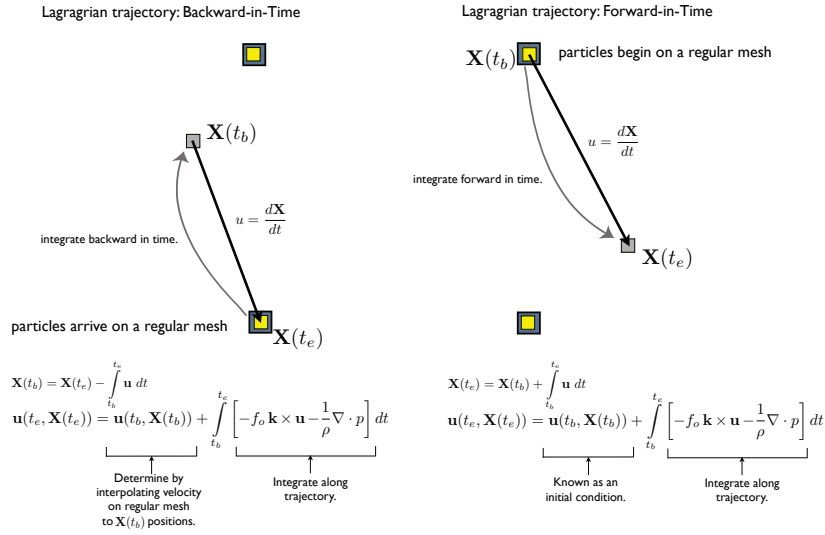 Lagragrian trajectory: Backward-in-Time
X(t_b)
u = dX/dt
integrate backward in time.
particles arrive on a regular mesh
X(t_e)
X(t_b) = X(t_e) − ∫_{t_b}^{t_e} u dt
u(t_e, X(t_e)) = u(t_b, X(t_b)) + ∫_{t_b}^{t_e} [−f_o k × u − 1/ρ ∇ · p] dt
Determine by
interpolating velocity
on regular mesh
to X(t_b) positions.
Integrate along
trajectory.
Lagragrian trajectory: Forward-in-Time
X(t_b)
particles begin on a regular mesh
u = dX/dt
integrate forward in time.
X(t_e)
X(t_e) = X(t_b) + ∫_{t_b}^{t_e} u dt
u(t_e, X(t_e)) = u(t_b, X(t_b)) + ∫_{t_b}^{t_e} [−f_o k × u − 1/ρ ∇ · p] dt
Known as an
initial condition.
Integrate along
trajectory.